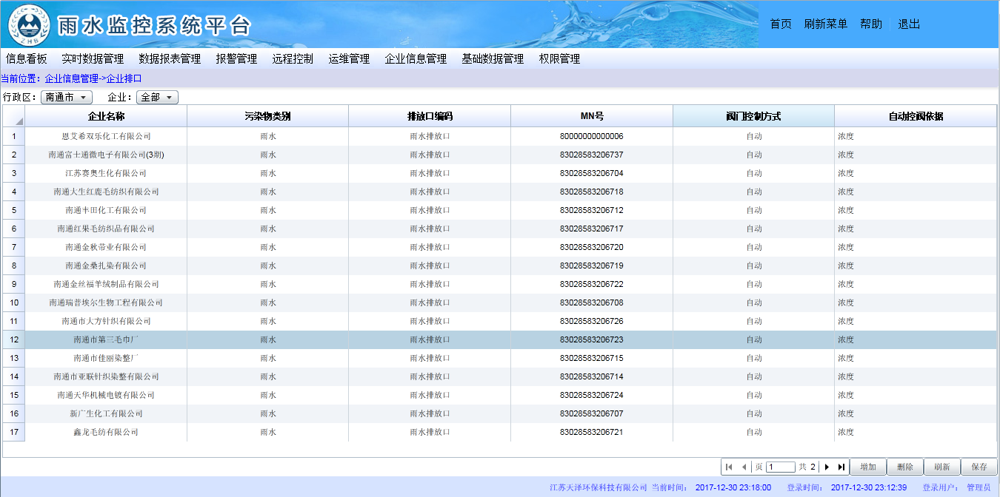 ZHB 雨水监控系统平台 首页 刷新菜单 帮助 退出
信息看板 实时数据管理 数据报表管理 报警管理 远程控制 运维管理 企业信息管理 基础数据管理 权限管理
当前位置：企业信息管理->企业排口
行政区： 南通市 企业： 全部
企业名称 污染物类别 排放口编码 MN号 阀门控制方式 自动控阀依据
1 恩艾希双乐化工有限公司 雨水 雨水排放口 80000000000006 自动 浓度
2 南通富士通微电子有限公司(3期) 雨水 雨水排放口 83028583206737 自动 浓度
3 江苏赛奥生化有限公司 雨水 雨水排放口 83028583206704 自动 浓度
4 南通大生红鹿毛纺织有限公司 雨水 雨水排放口 83028583206718 自动 浓度
5 南通丰田化工有限公司 雨水 雨水排放口 83028583206712 自动 浓度
6 南通红果毛纺织品有限公司 雨水 雨水排放口 83028583206717 自动 浓度
7 南通金秋带业有限公司 雨水 雨水排放口 83028583206720 自动 浓度
8 南通金桑扎染有限公司 雨水 雨水排放口 83028583206719 自动 浓度
9 南通金丝福羊绒制品有限公司 雨水 雨水排放口 83028583206722 自动 浓度
10 南通瑞普埃尔生物工程有限公司 雨水 雨水排放口 83028583206708 自动 浓度
11 南通市大方针织有限公司 雨水 雨水排放口 83028583206726 自动 浓度
12 南通市第三毛巾厂 雨水 雨水排放口 83028583206723 自动 浓度
13 南通市佳丽染整厂 雨水 雨水排放口 83028583206715 自动 浓度
14 南通市亚联针织染整有限公司 雨水 雨水排放口 83028583206714 自动 浓度
15 南通天华机械电镀有限公司 雨水 雨水排放口 83028583206724 自动 浓度
16 新广生化工有限公司 雨水 雨水排放口 83028583206707 自动 浓度
17 鑫龙毛纺有限公司 雨水 雨水排放口 83028583206721 自动 浓度
页 1 共 2 增加 删除 刷新 保存
江苏天泽环保科技有限公司 当前时间： 2017-12-30 23:18:00 登录时间： 2017-12-30 23:12:39 登录用户： 管理员